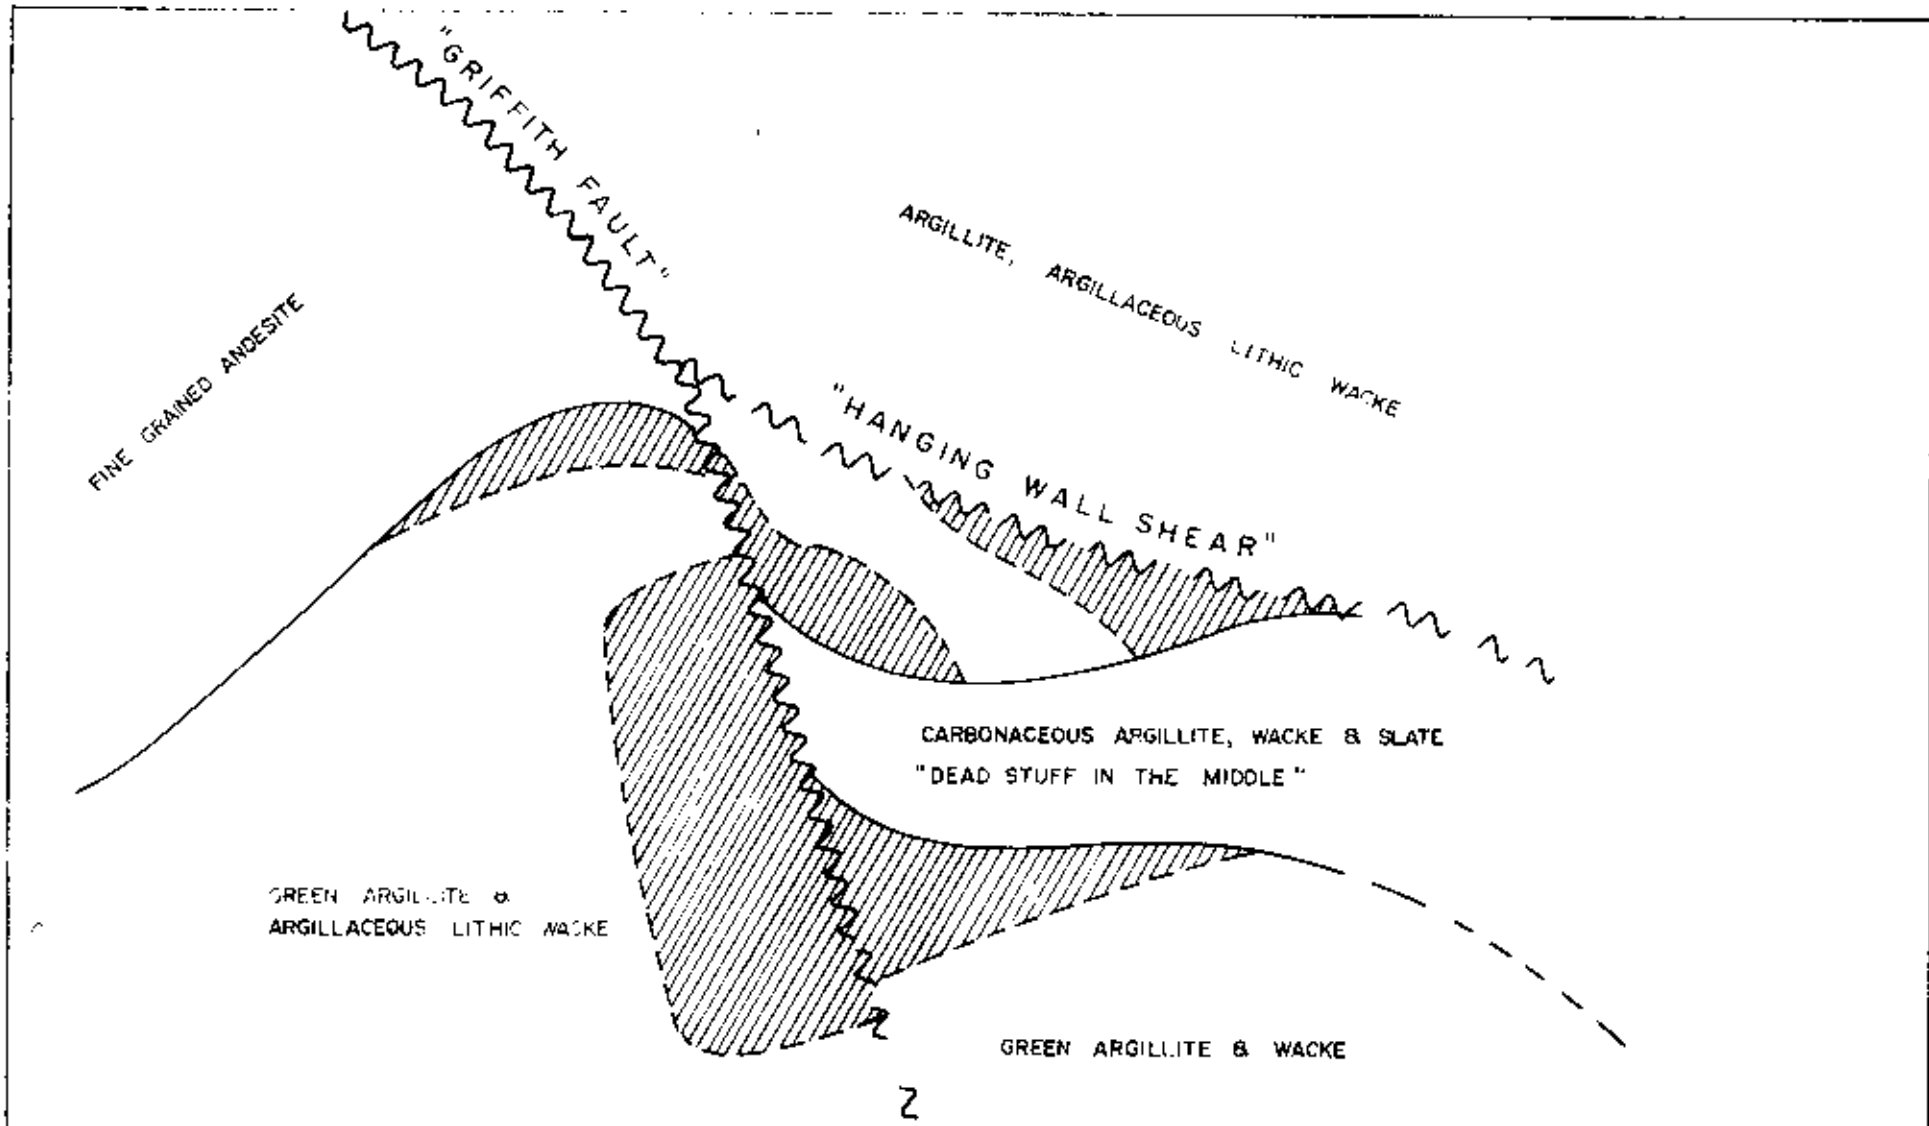 "GRIFFITH FAULT"
ARGILLITE, ARGILLACEOUS LITHIC WACKE
FINE GRAINED ANDESITE
"HANGING WALL SHEAR"
CARBONACEOUS ARGILLITE, WACKE & SLATE
"DEAD STUFF IN THE MIDDLE"
GREEN ARGILLITE &
ARGILLACEOUS LITHIC WACKE
GREEN ARGILLITE & WACKE